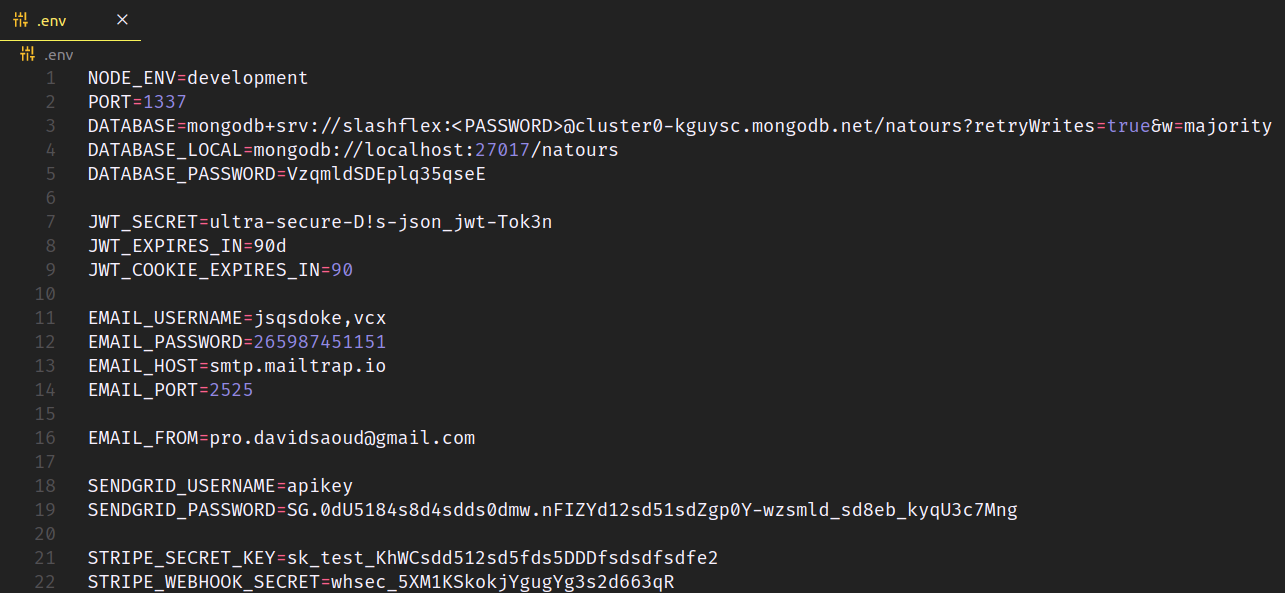 .env
.env
1 NODE_ENV=development
2 PORT=1337
3 DATABASE=mongodb+srv://slashflex:<PASSWORD>@cluster0-kguysc.mongodb.net/natours?retryWrites=true&w=majority
4 DATABASE_LOCAL=mongodb://localhost:27017/natours
5 DATABASE_PASSWORD=VzqmldSDEplq35qseE
6
7 JWT_SECRET=ultra-secure-D!s-json_jwt-Tok3n
8 JWT_EXPIRES_IN=90d
9 JWT_COOKIE_EXPIRES_IN=90
10
11 EMAIL_USERNAME=jsqsdoke,vcx
12 EMAIL_PASSWORD=265987451151
13 EMAIL_HOST=smtp.mailtrap.io
14 EMAIL_PORT=2525
15
16 EMAIL_FROM=pro.davidsaoud@gmail.com
17
18 SENDGRID_USERNAME=apikey
19 SENDGRID_PASSWORD=SG.0dU5184s8d4sdds0dmw.nFIZYd12sd51sdZgp0Y-wzsmld_sd8eb_kyqU3c7Mng
20
21 STRIPE_SECRET_KEY=sk_test_KhWCsdd512sd5fds5DDDfsdsdfsdfe2
22 STRIPE_WEBHOOK_SECRET=whsec_5XM1KSkokjYgugYg3s2d663qR